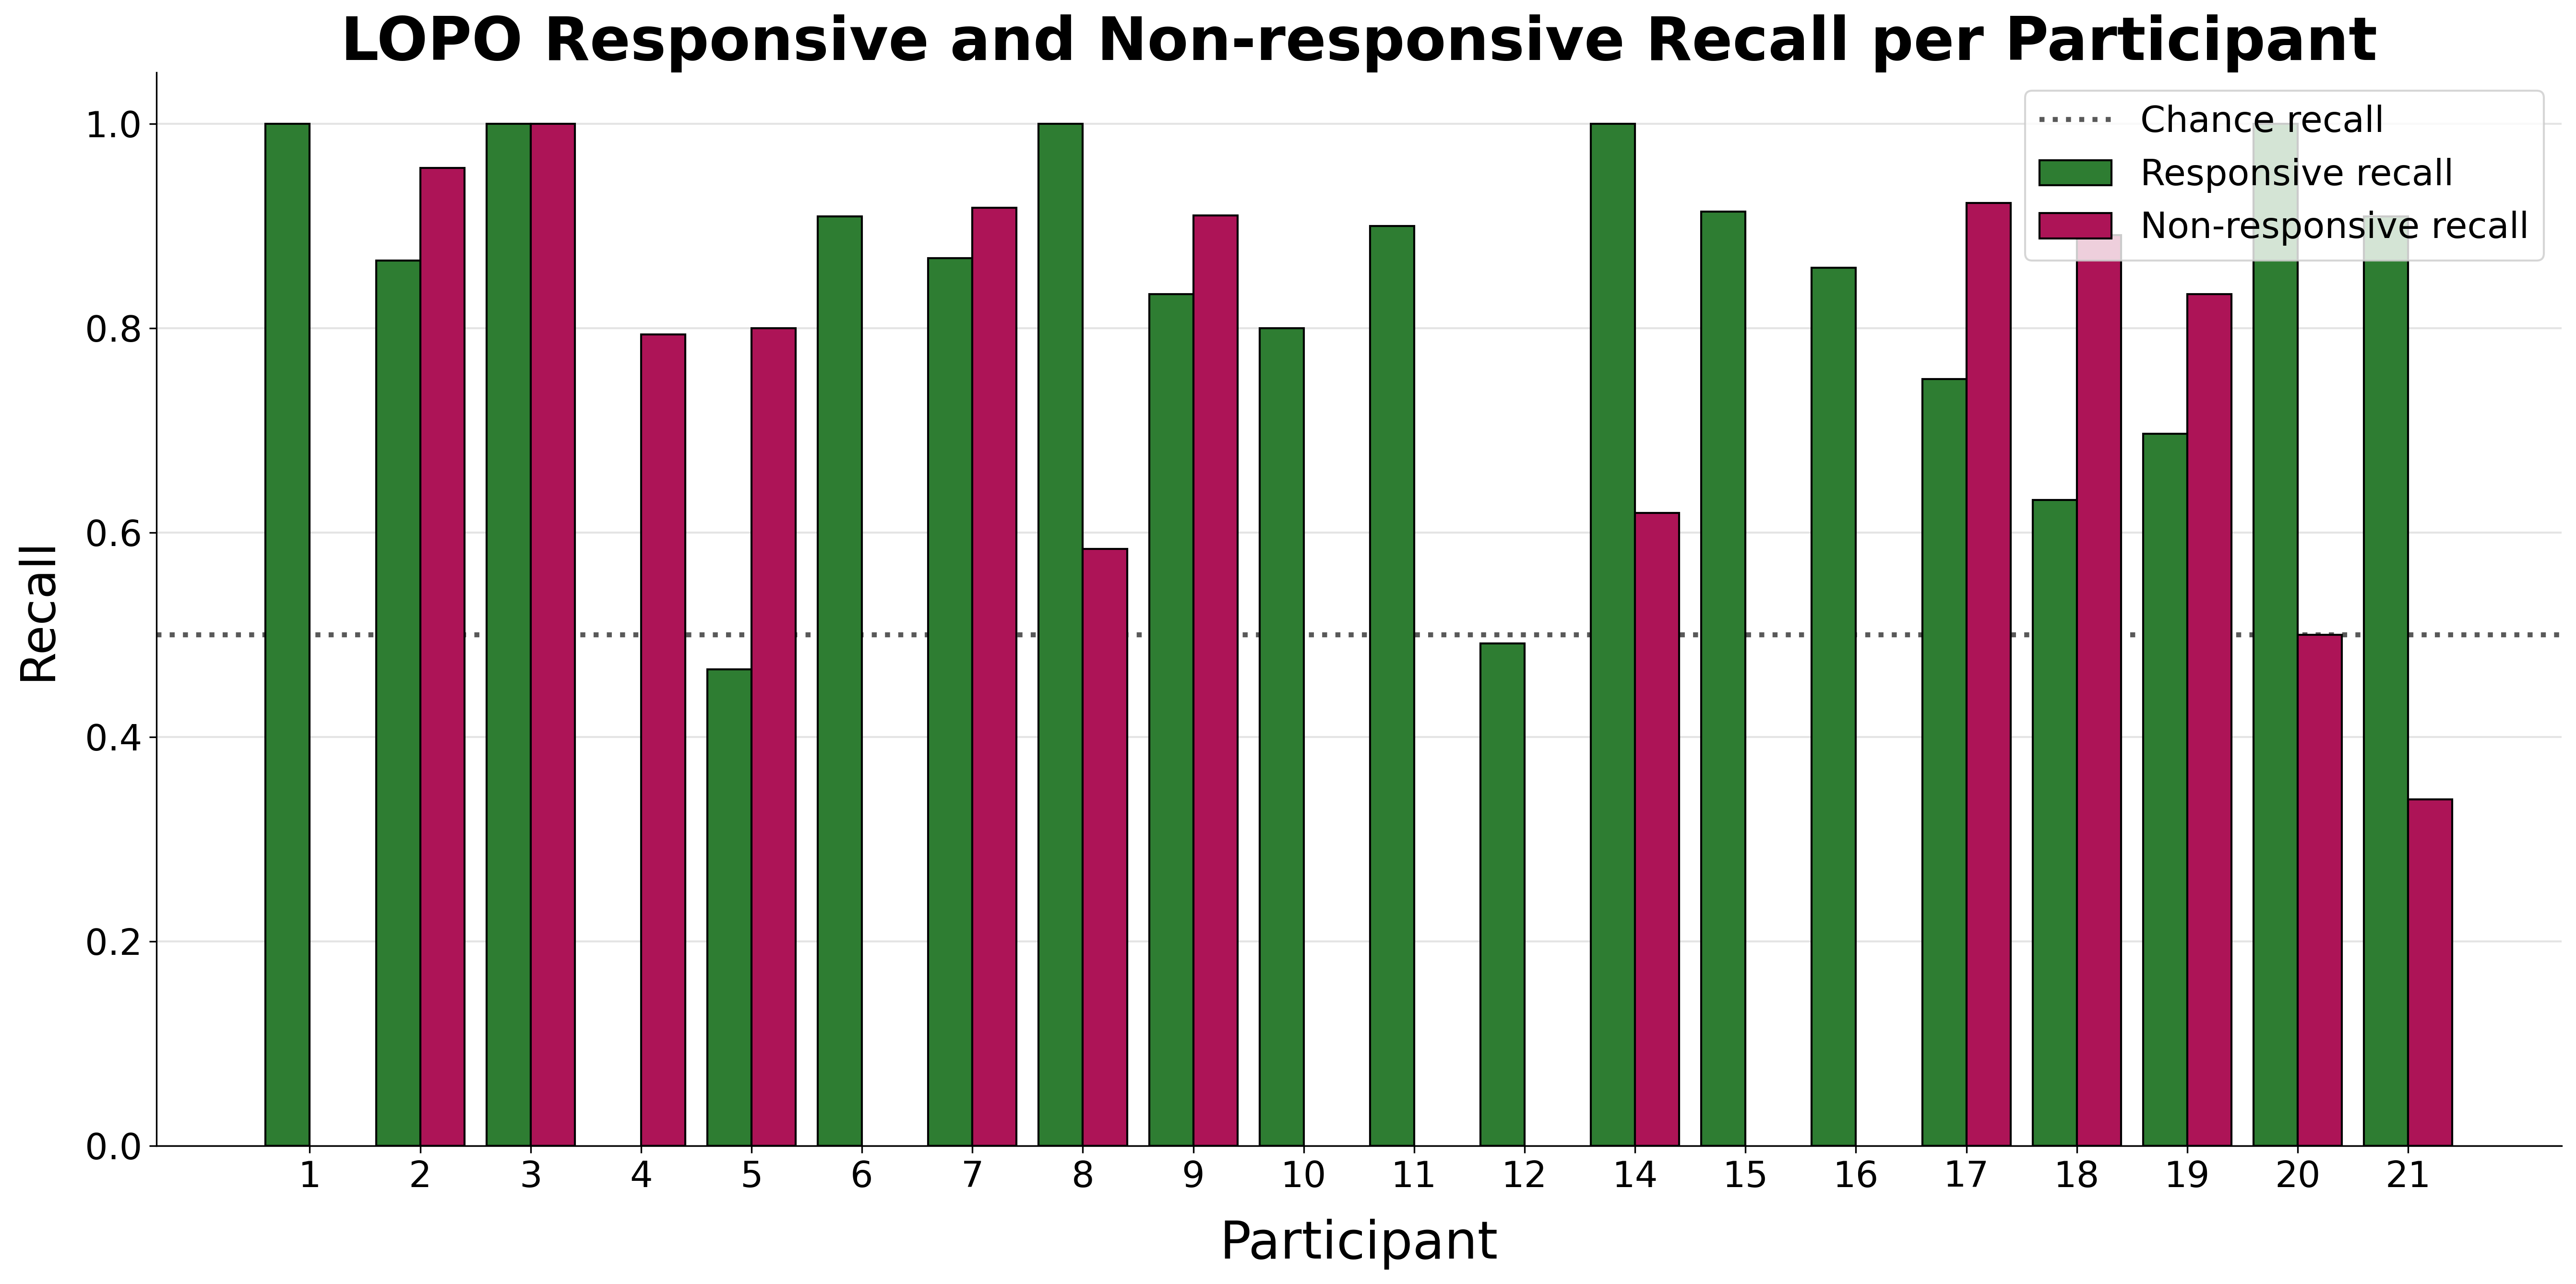 LOPO Responsive and Non-responsive Recall per Participant
Chance recall
Responsive recall
Non-responsive recall
Recall
1.0
0.8
0.6
0.4
0.2
0.0
1 2 3 4 5 6 7 8 9 10 11 12 14 15 16 17 18 19 20 21
Participant